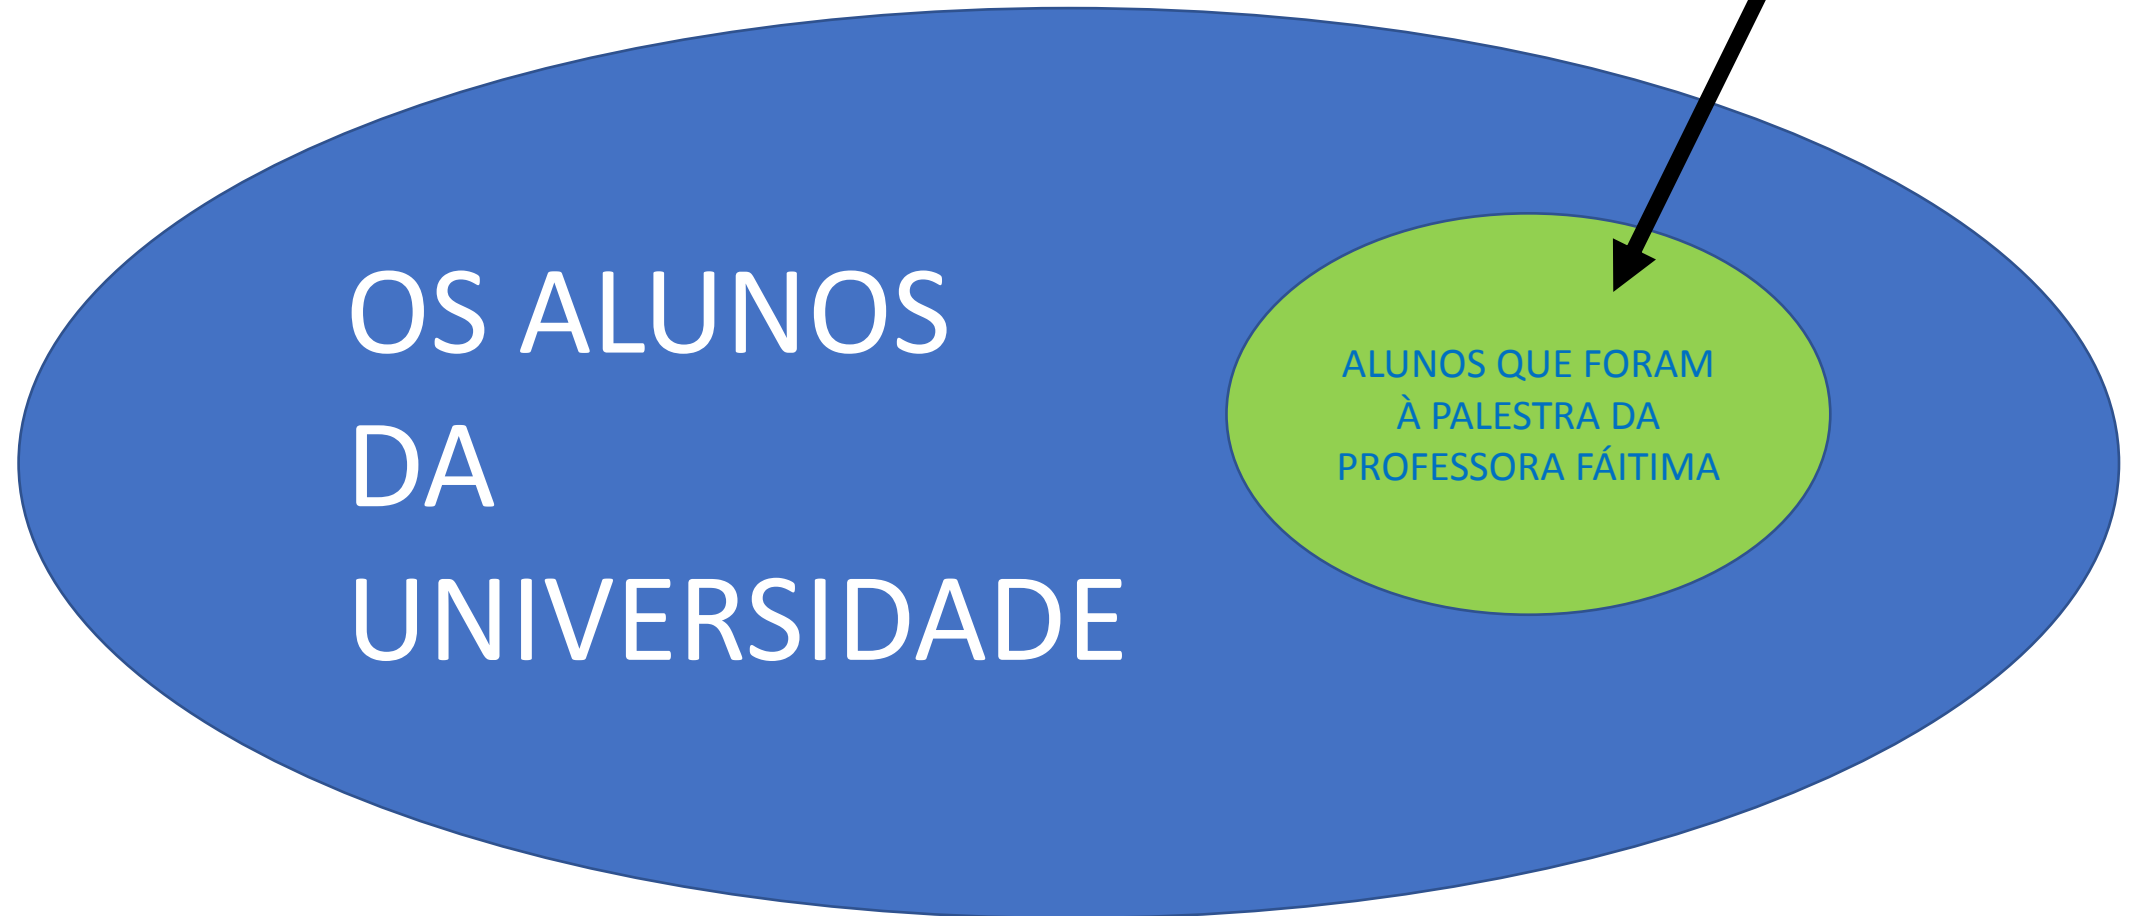 OS ALUNOS
DA
UNIVERSIDADE
ALUNOS QUE FORAM
À PALESTRA DA
PROFESSORA FÁITIMA